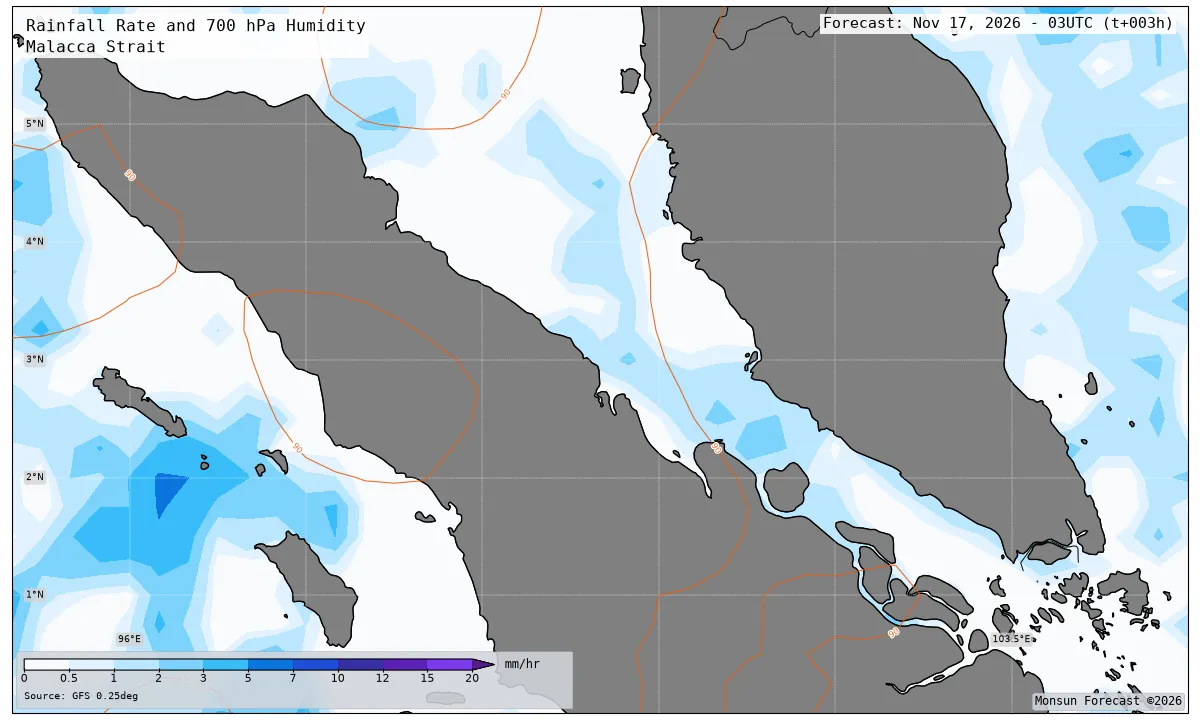 Rainfall Rate and 700 hPa Humidity
Malacca Strait
Forecast: Nov 17, 2026 - 03UTC (t+003h)
90
90
5°N
4°N
3°N
90
90
2°N
1°N
90
96°E
103.5°E
mm/hr
0 0.5 1 2 3 5 7 10 12 15 20
Source: GFS 0.25deg
Monsun Forecast ©2026